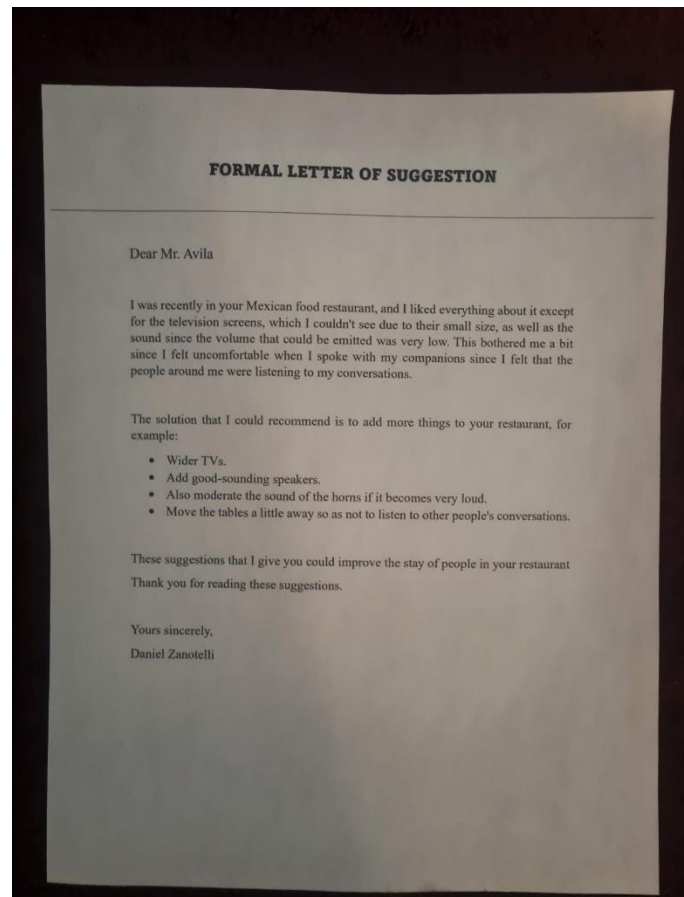 FORMAL LETTER OF SUGGESTION
Dear Mr. Avila
I was recently in your Mexican food restaurant, and I liked everything about it except
for the television screens, which I couldn't see due to their small size, as well as the
sound since the volume that could be emitted was very low. This bothered me a bit
since I felt uncomfortable when I spoke with my companions since I felt that the
people around me were listening to my conversations.
The solution that I could recommend is to add more things to your restaurant, for
example:
• Wider TVs.
• Add good-sounding speakers.
• Also moderate the sound of the horns if it becomes very loud.
• Move the tables a little away so as not to listen to other people's conversations.
These suggestions that I give you could improve the stay of people in your restaurant
Thank you for reading these suggestions.
Yours sincerely,
Daniel Zanotelli